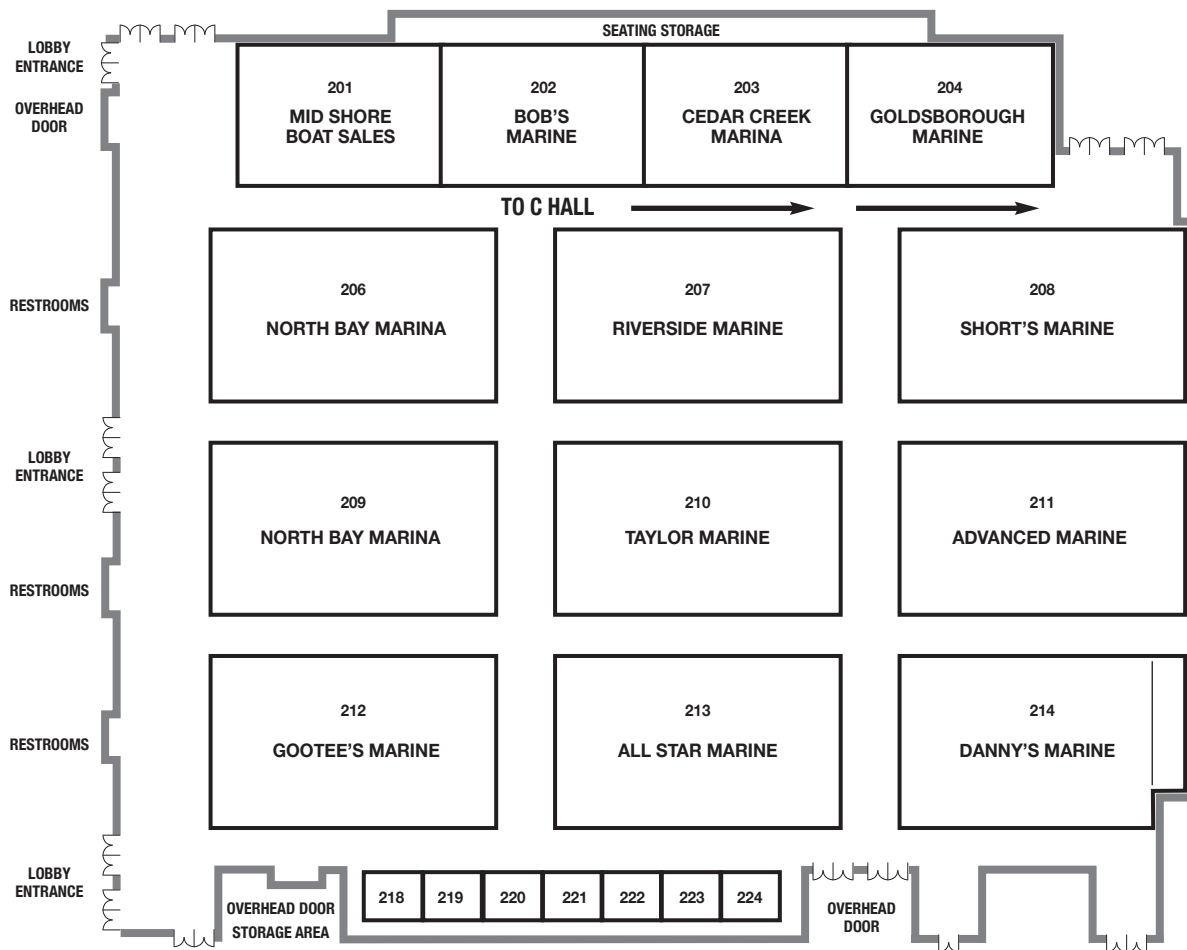 SEATING STORAGE
LOBBY
ENTRANCE
OVERHEAD
DOOR
201
MID SHORE
BOAT SALES
202
BOB'S
MARINE
203
CEDAR CREEK
MARINA
204
GOLDSBOROUGH
MARINE
TO C HALL
RESTROOMS
206
NORTH BAY MARINA
207
RIVERSIDE MARINE
208
SHORT'S MARINE
LOBBY
ENTRANCE
209
NORTH BAY MARINA
210
TAYLOR MARINE
211
ADVANCED MARINE
RESTROOMS
RESTROOMS
212
GOOTEE'S MARINE
213
ALL STAR MARINE
214
DANNY'S MARINE
LOBBY
ENTRANCE
OVERHEAD DOOR
STORAGE AREA
218 219 220 221 222 223 224
OVERHEAD
DOOR